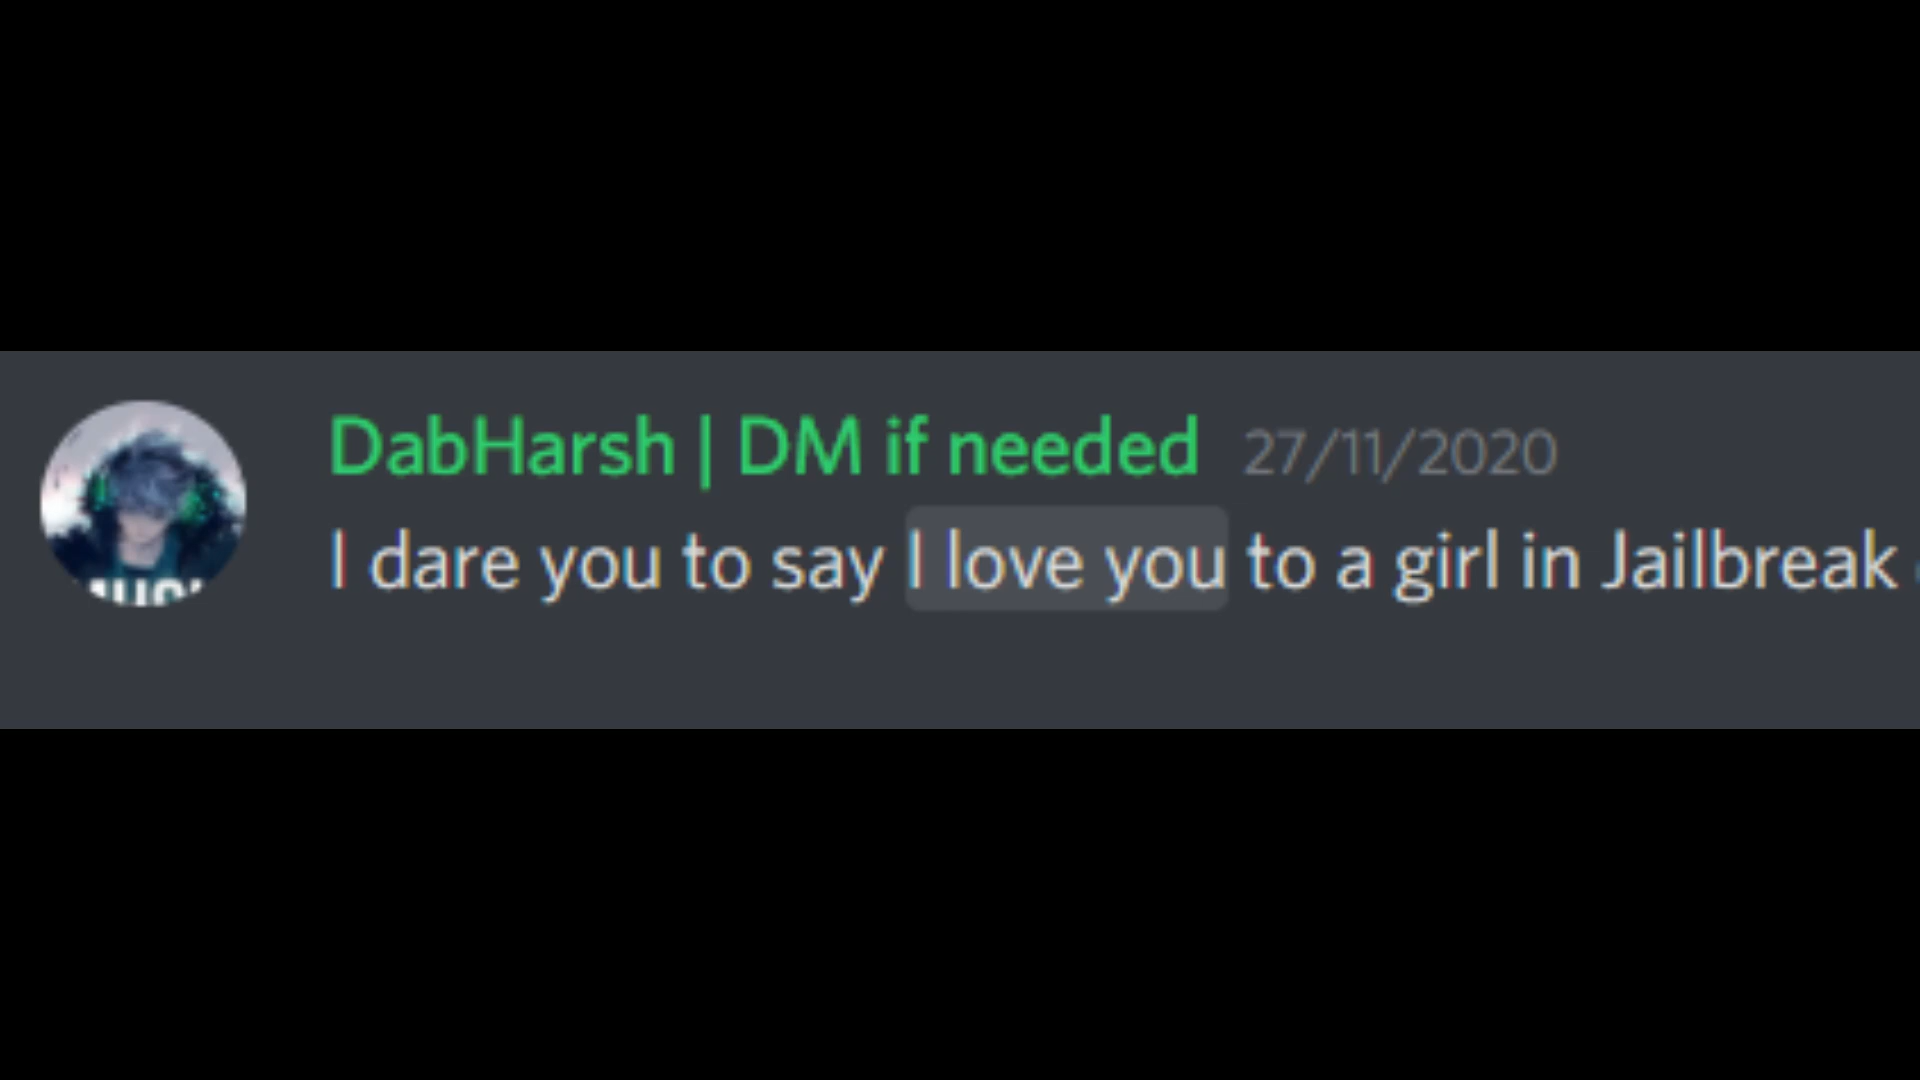 DabHarsh | DM if needed 27/11/2020
I dare you to say I love you to a girl in Jailbreak